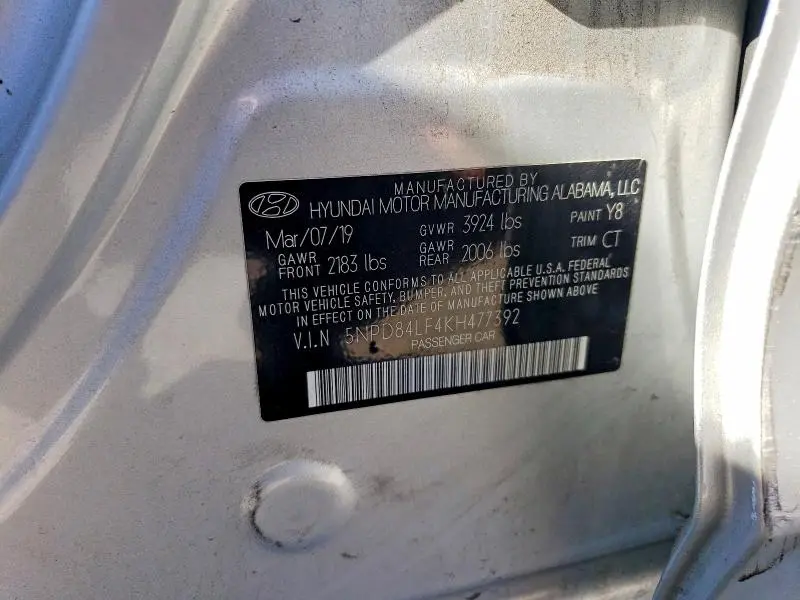 MANUFACTURED BY
HYUNDAI MOTOR MANUFACTURING ALABAMA, LLC
Mar/07/19 GVWR 3924 lbs PAINT Y8
GAWR FRONT 2183 lbs GAWR REAR 2006 lbs TRIM CT
THIS VEHICLE CONFORMS TO ALL APPLICABLE U.S.A. FEDERAL
MOTOR VEHICLE SAFETY, BUMPER, AND THEFT PREVENTION STANDARDS
IN EFFECT ON THE DATE OF MANUFACTURE SHOWN ABOVE
V.I.N 5NPD84LF4KH477392
PASSENGER CAR